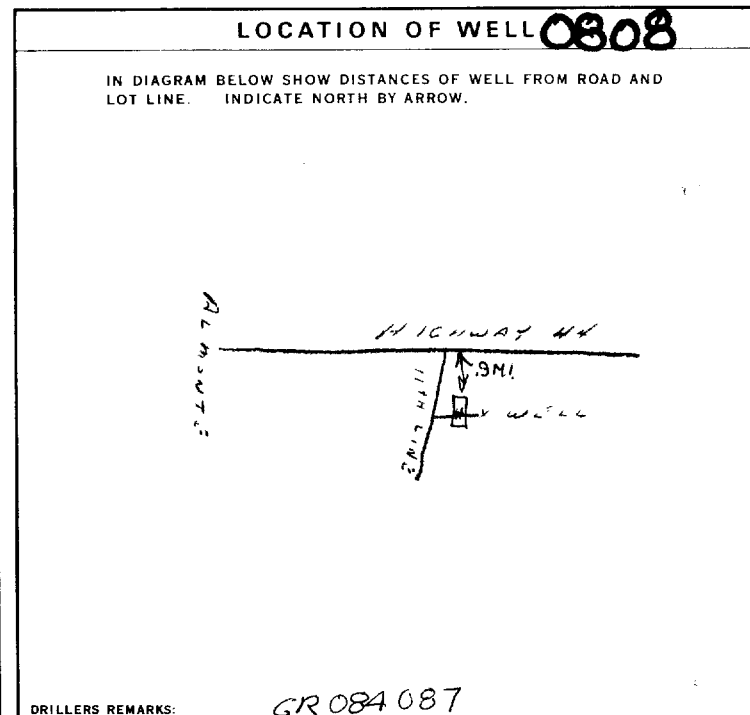 LOCATION OF WELL 0808
IN DIAGRAM BELOW SHOW DISTANCES OF WELL FROM ROAD AND
LOT LINE. INDICATE NORTH BY ARROW.
ALMONTE
HIGHWAY 44
.9MI
11TH LINE
X WELL
DRILLERS REMARKS: GR 084 087